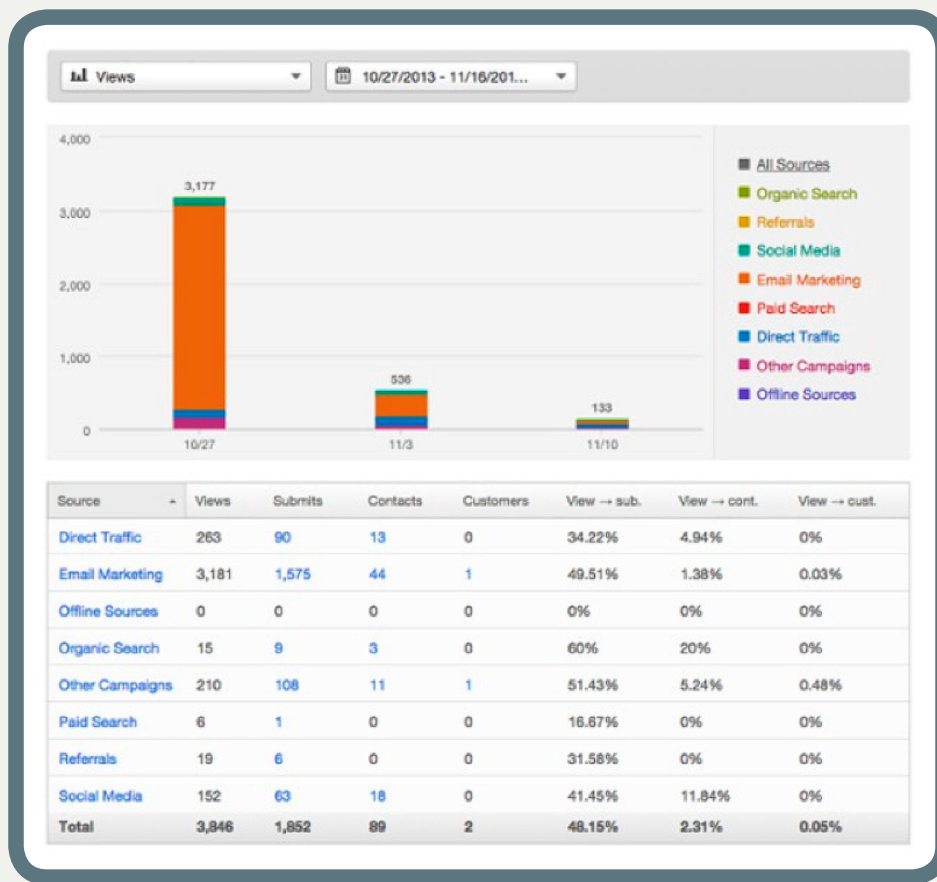 Views 10/27/2013 - 11/16/201...
4,000
3,177
3,000
2,000
1,000
536
133
0
10/27 11/3 11/10
All Sources
Organic Search
Referrals
Social Media
Email Marketing
Paid Search
Direct Traffic
Other Campaigns
Offline Sources
Source Views Submits Contacts Customers View → sub. View → cont. View → cust.
Direct Traffic 263 90 13 0 34.22% 4.94% 0%
Email Marketing 3,181 1,575 44 1 49.51% 1.38% 0.03%
Offline Sources 0 0 0 0 0% 0% 0%
Organic Search 15 9 3 0 60% 20% 0%
Other Campaigns 210 108 11 1 51.43% 5.24% 0.48%
Paid Search 6 1 0 0 16.67% 0% 0%
Referrals 19 6 0 0 31.58% 0% 0%
Social Media 152 63 18 0 41.45% 11.84% 0%
Total 3,846 1,852 89 2 48.15% 2.31% 0.05%